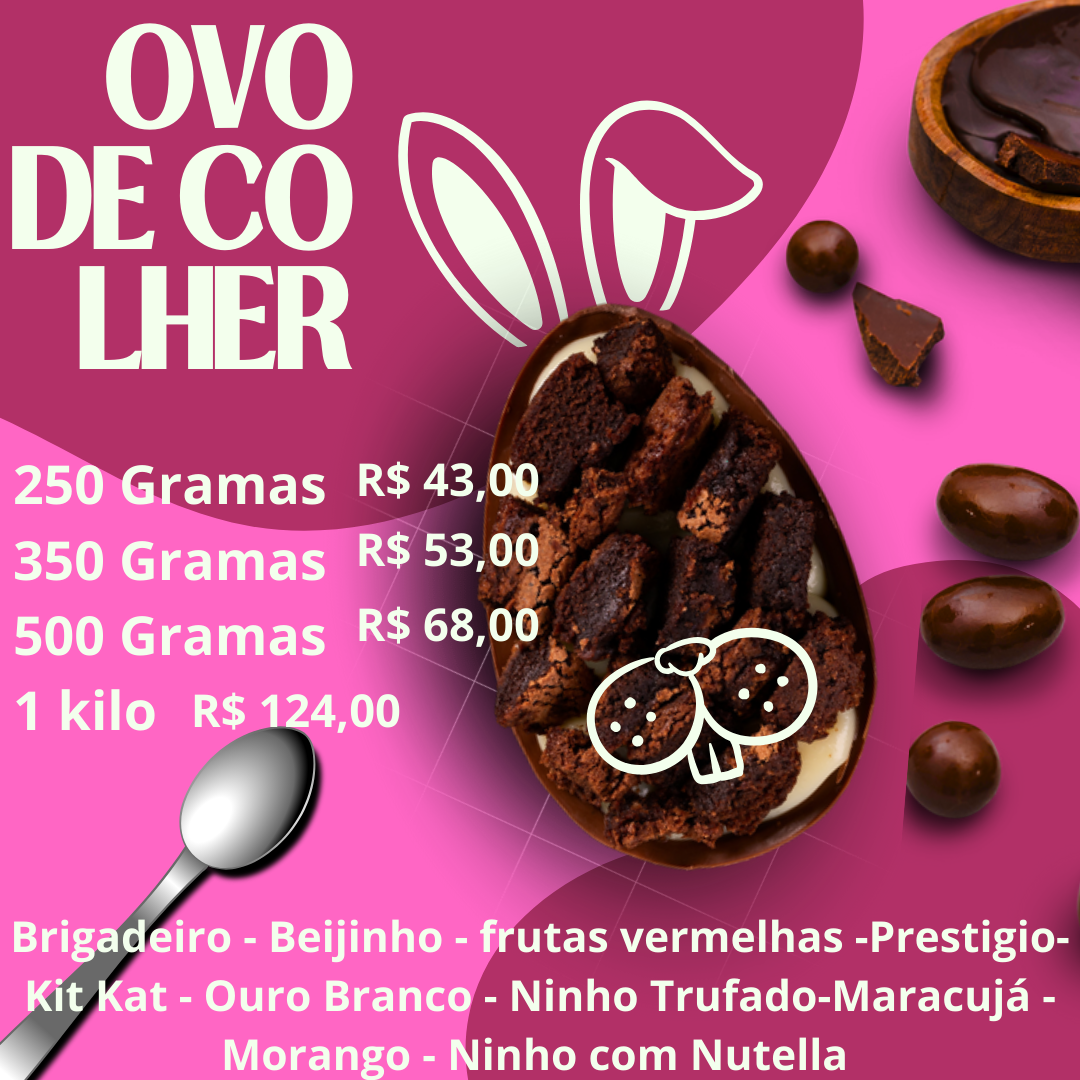 OVO
DE CO
LHER
250 Gramas R$ 43,00
350 Gramas R$ 53,00
500 Gramas R$ 68,00
1 kilo R$ 124,00
Brigadeiro - Beijinho - frutas vermelhas -Prestigio-
Kit Kat - Ouro Branco - Ninho Trufado-Maracujá -
Morango - Ninho com Nutella